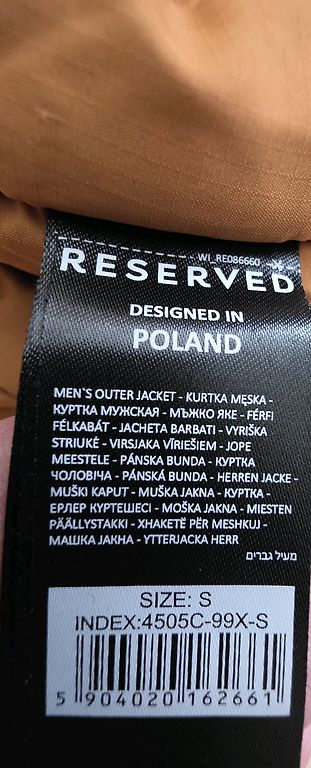 WI_RE086660
RESERVED
DESIGNED IN
POLAND
MEN`S OUTER JACKET - KURTKA MĘSKA -
КУРТКА МУЖСКАЯ - МЪЖКО ЯКЕ - FÉRFI
FÉLKABÁT - JACHETA BARBATI - VYRIŠKA
STRIUKĖ - VIRSJAKA VĪRIEŠIEM - JOPE
MEESTELE - PÁNSKA BUNDA - КУРТКА
ЧОЛОВІЧА - PÁNSKÁ BUNDA - HERREN JACKE -
MUŠKI KAPUT - MUŠKA JAKNA - КУРТКА -
ЕРЛЕР КУРТЕШЕСІ - MOŠKA JAKNA - MIESTEN
PÄÄLLYSTAKKI - XHAKETË PËR MESHKUJ -
МАШКА ЈАКНА - YTTERJACKA HERR
מעיל גברים
SIZE: S
INDEX:4505C-99X-S
5 904020 162661